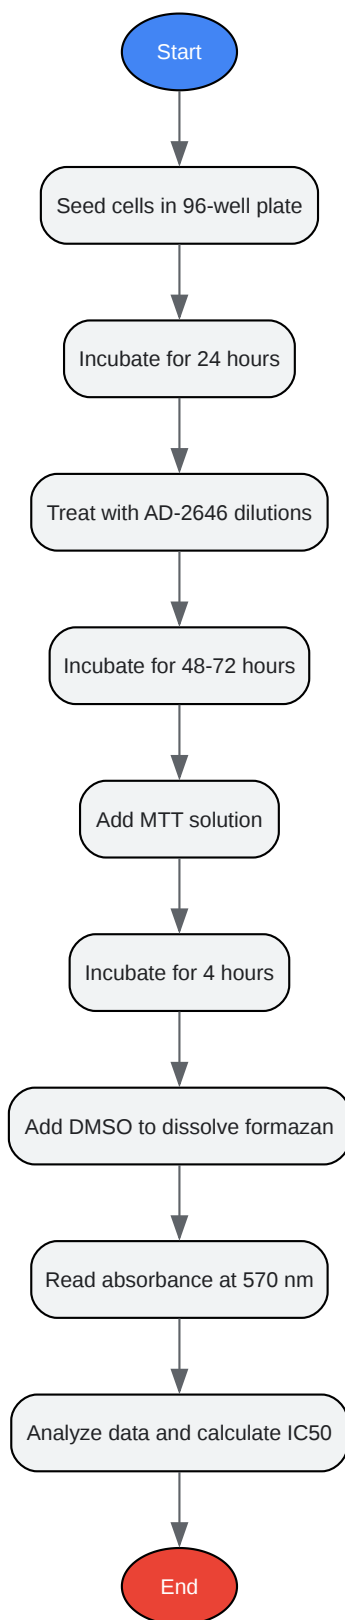 Start
Seed cells in 96-well plate
Incubate for 24 hours
Treat with AD-2646 dilutions
Incubate for 48-72 hours
Add MTT solution
Incubate for 4 hours
Add DMSO to dissolve formazan
Read absorbance at 570 nm
Analyze data and calculate IC50
End